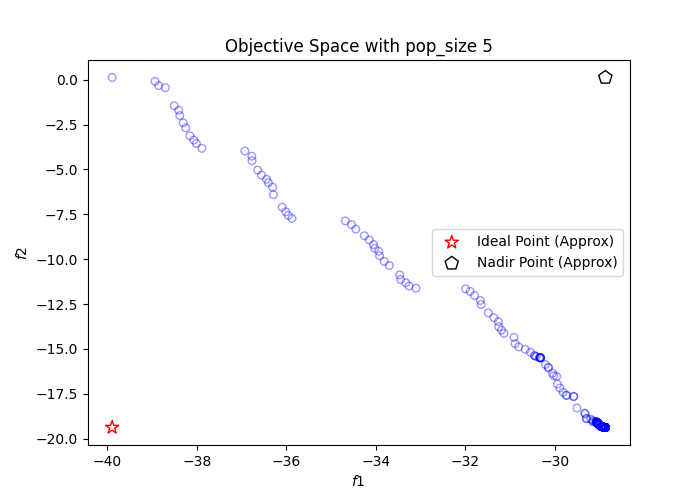 Objective Space with pop_size 5
0.0
−2.5
−5.0
−7.5
−10.0
−12.5
−15.0
−17.5
−20.0
f2
Ideal Point (Approx)
Nadir Point (Approx)
−40 −38 −36 −34 −32 −30
f1